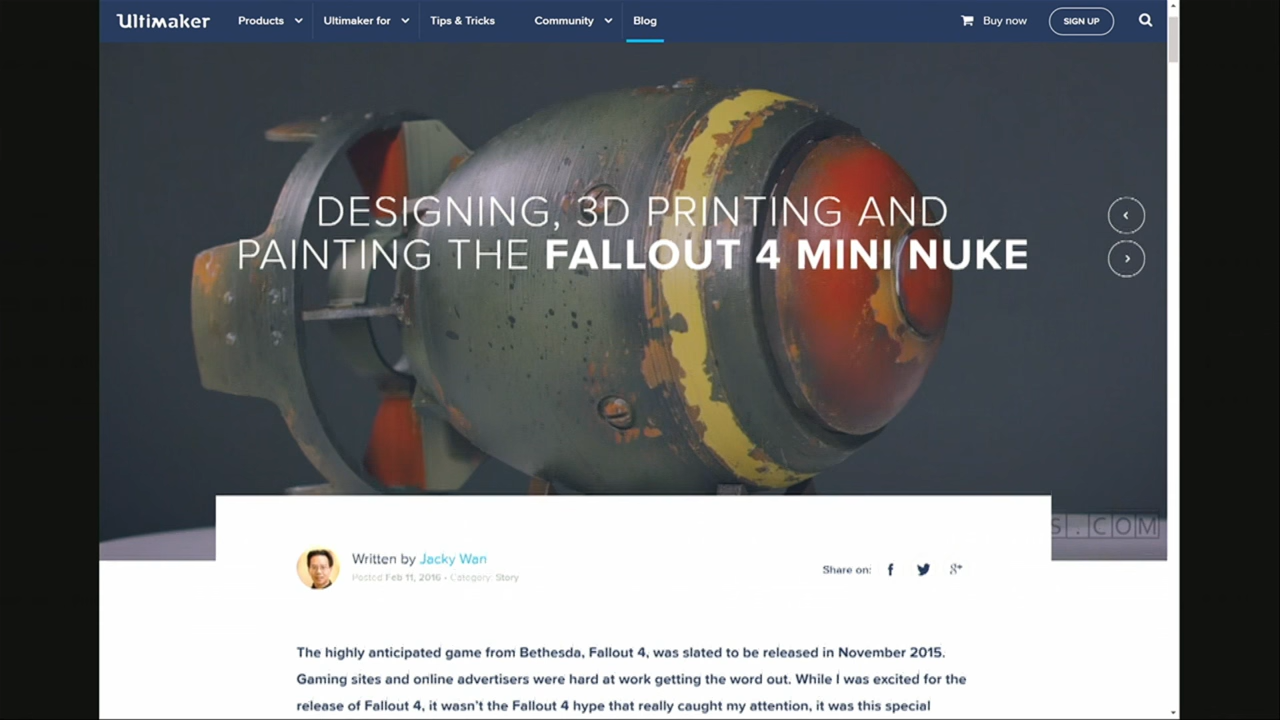 Ultimaker
Products
Ultimaker for
Tips & Tricks
Community
Blog
Buy now
SIGN UP
DESIGNING, 3D PRINTING AND
PAINTING THE FALLOUT 4 MINI NUKE
S.COM
Written by Jacky Wan
Posted Feb 11, 2016 - Category: Story
Share on:
The highly anticipated game from Bethesda, Fallout 4, was slated to be released in November 2015.
Gaming sites and online advertisers were hard at work getting the word out. While I was excited for the
release of Fallout 4, it wasn't the Fallout 4 hype that really caught my attention, it was this special